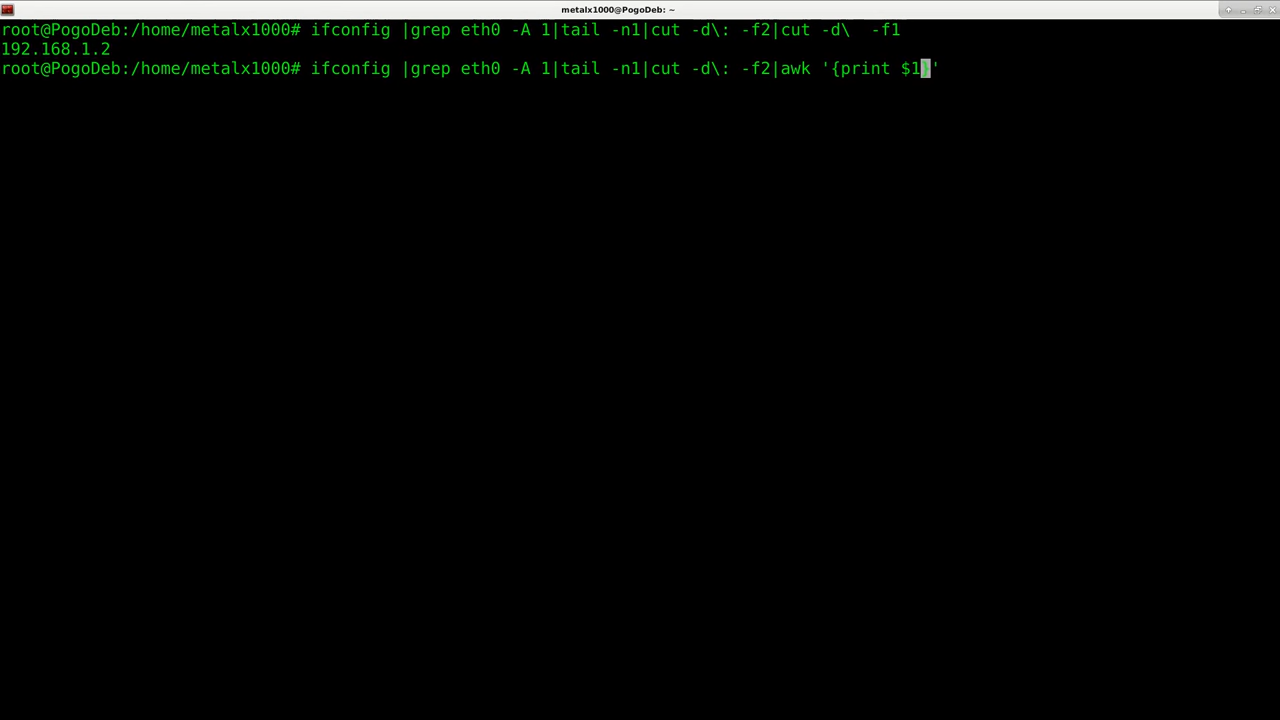 metalx1000@PogoDeb: ~
root@PogoDeb:/home/metalx1000# ifconfig |grep eth0 -A 1|tail -n1|cut -d\: -f2|cut -d\  -f1
192.168.1.2
root@PogoDeb:/home/metalx1000# ifconfig |grep eth0 -A 1|tail -n1|cut -d\: -f2|awk '{print $1}'